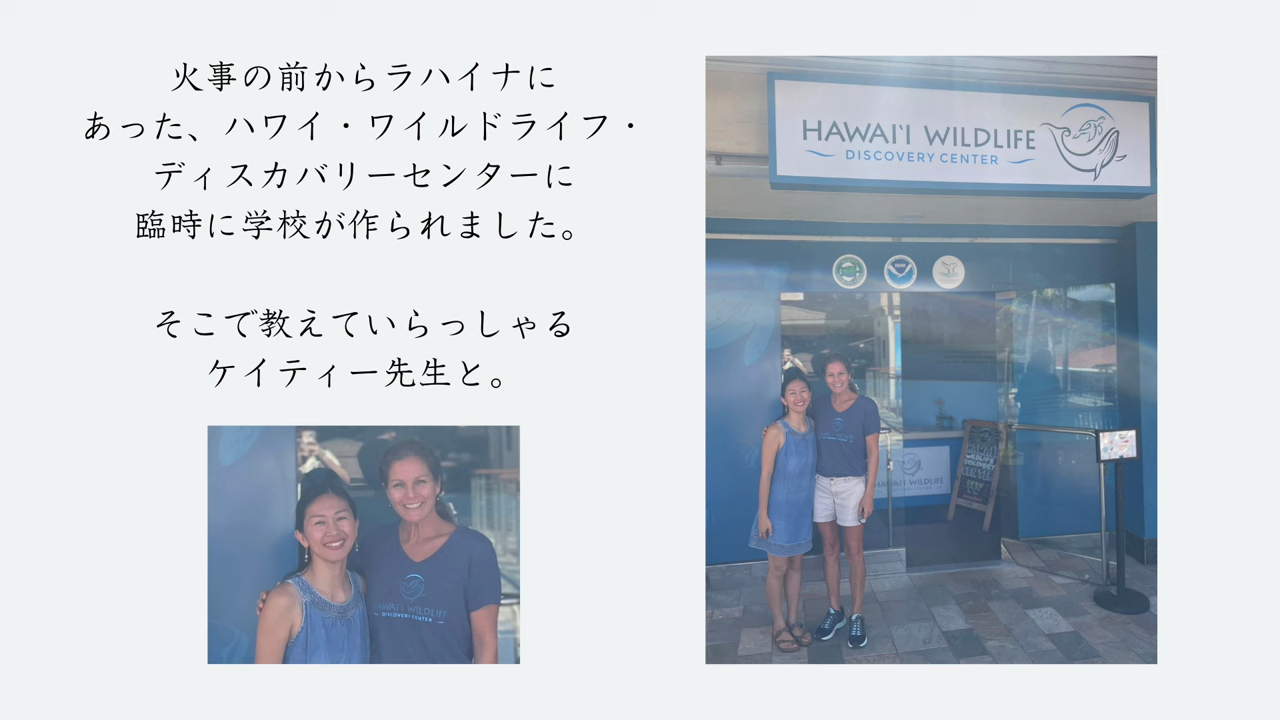 火事の前からラハイナに
あった、ハワイ・ワイルドライフ・
ディスカバリーセンターに
臨時に学校が作られました。
そこで教えていらっしゃる
ケイティー先生と。
HAWAI'I WILDLIFE
DISCOVERY CENTER
HAWAI'I WILDLIFE
DISCOVERY CENTER
HAWAI'I WILDLIFE
DISCOVERY CENTER